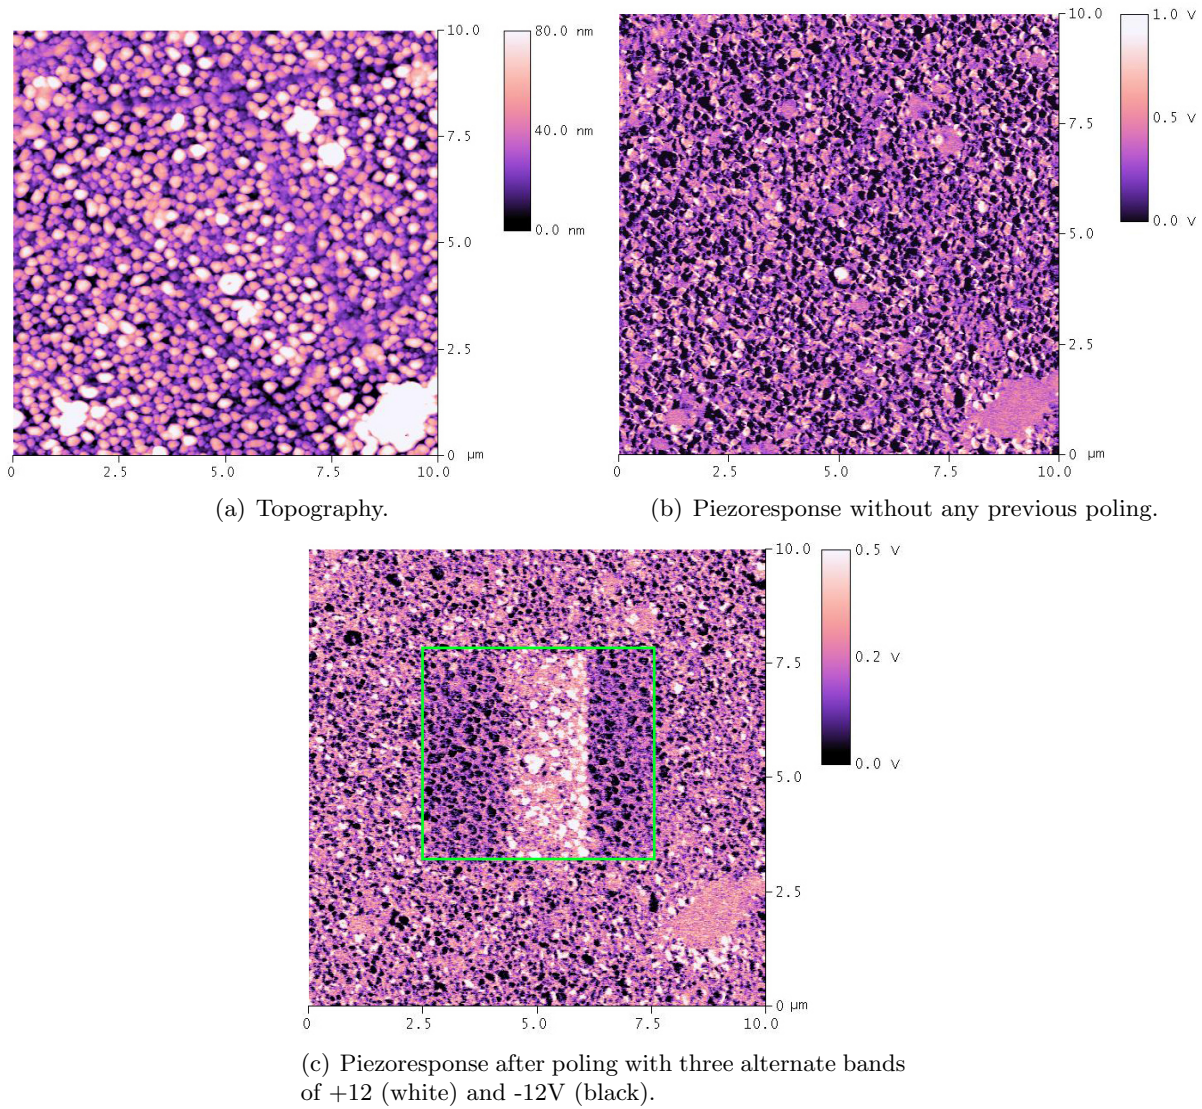 10.0
7.5
5.0
2.5
0 μm
0 2.5 5.0 7.5 10.0
80.0 nm
40.0 nm
0.0 nm
(a) Topography.
10.0
7.5
5.0
2.5
0 μm
0 2.5 5.0 7.5 10.0
1.0 V
0.5 V
0.0 V
(b) Piezoresponse without any previous poling.
10.0
7.5
5.0
2.5
0 μm
0 2.5 5.0 7.5 10.0
0.5 V
0.2 V
0.0 V
(c) Piezoresponse after poling with three alternate bands
of +12 (white) and -12V (black).